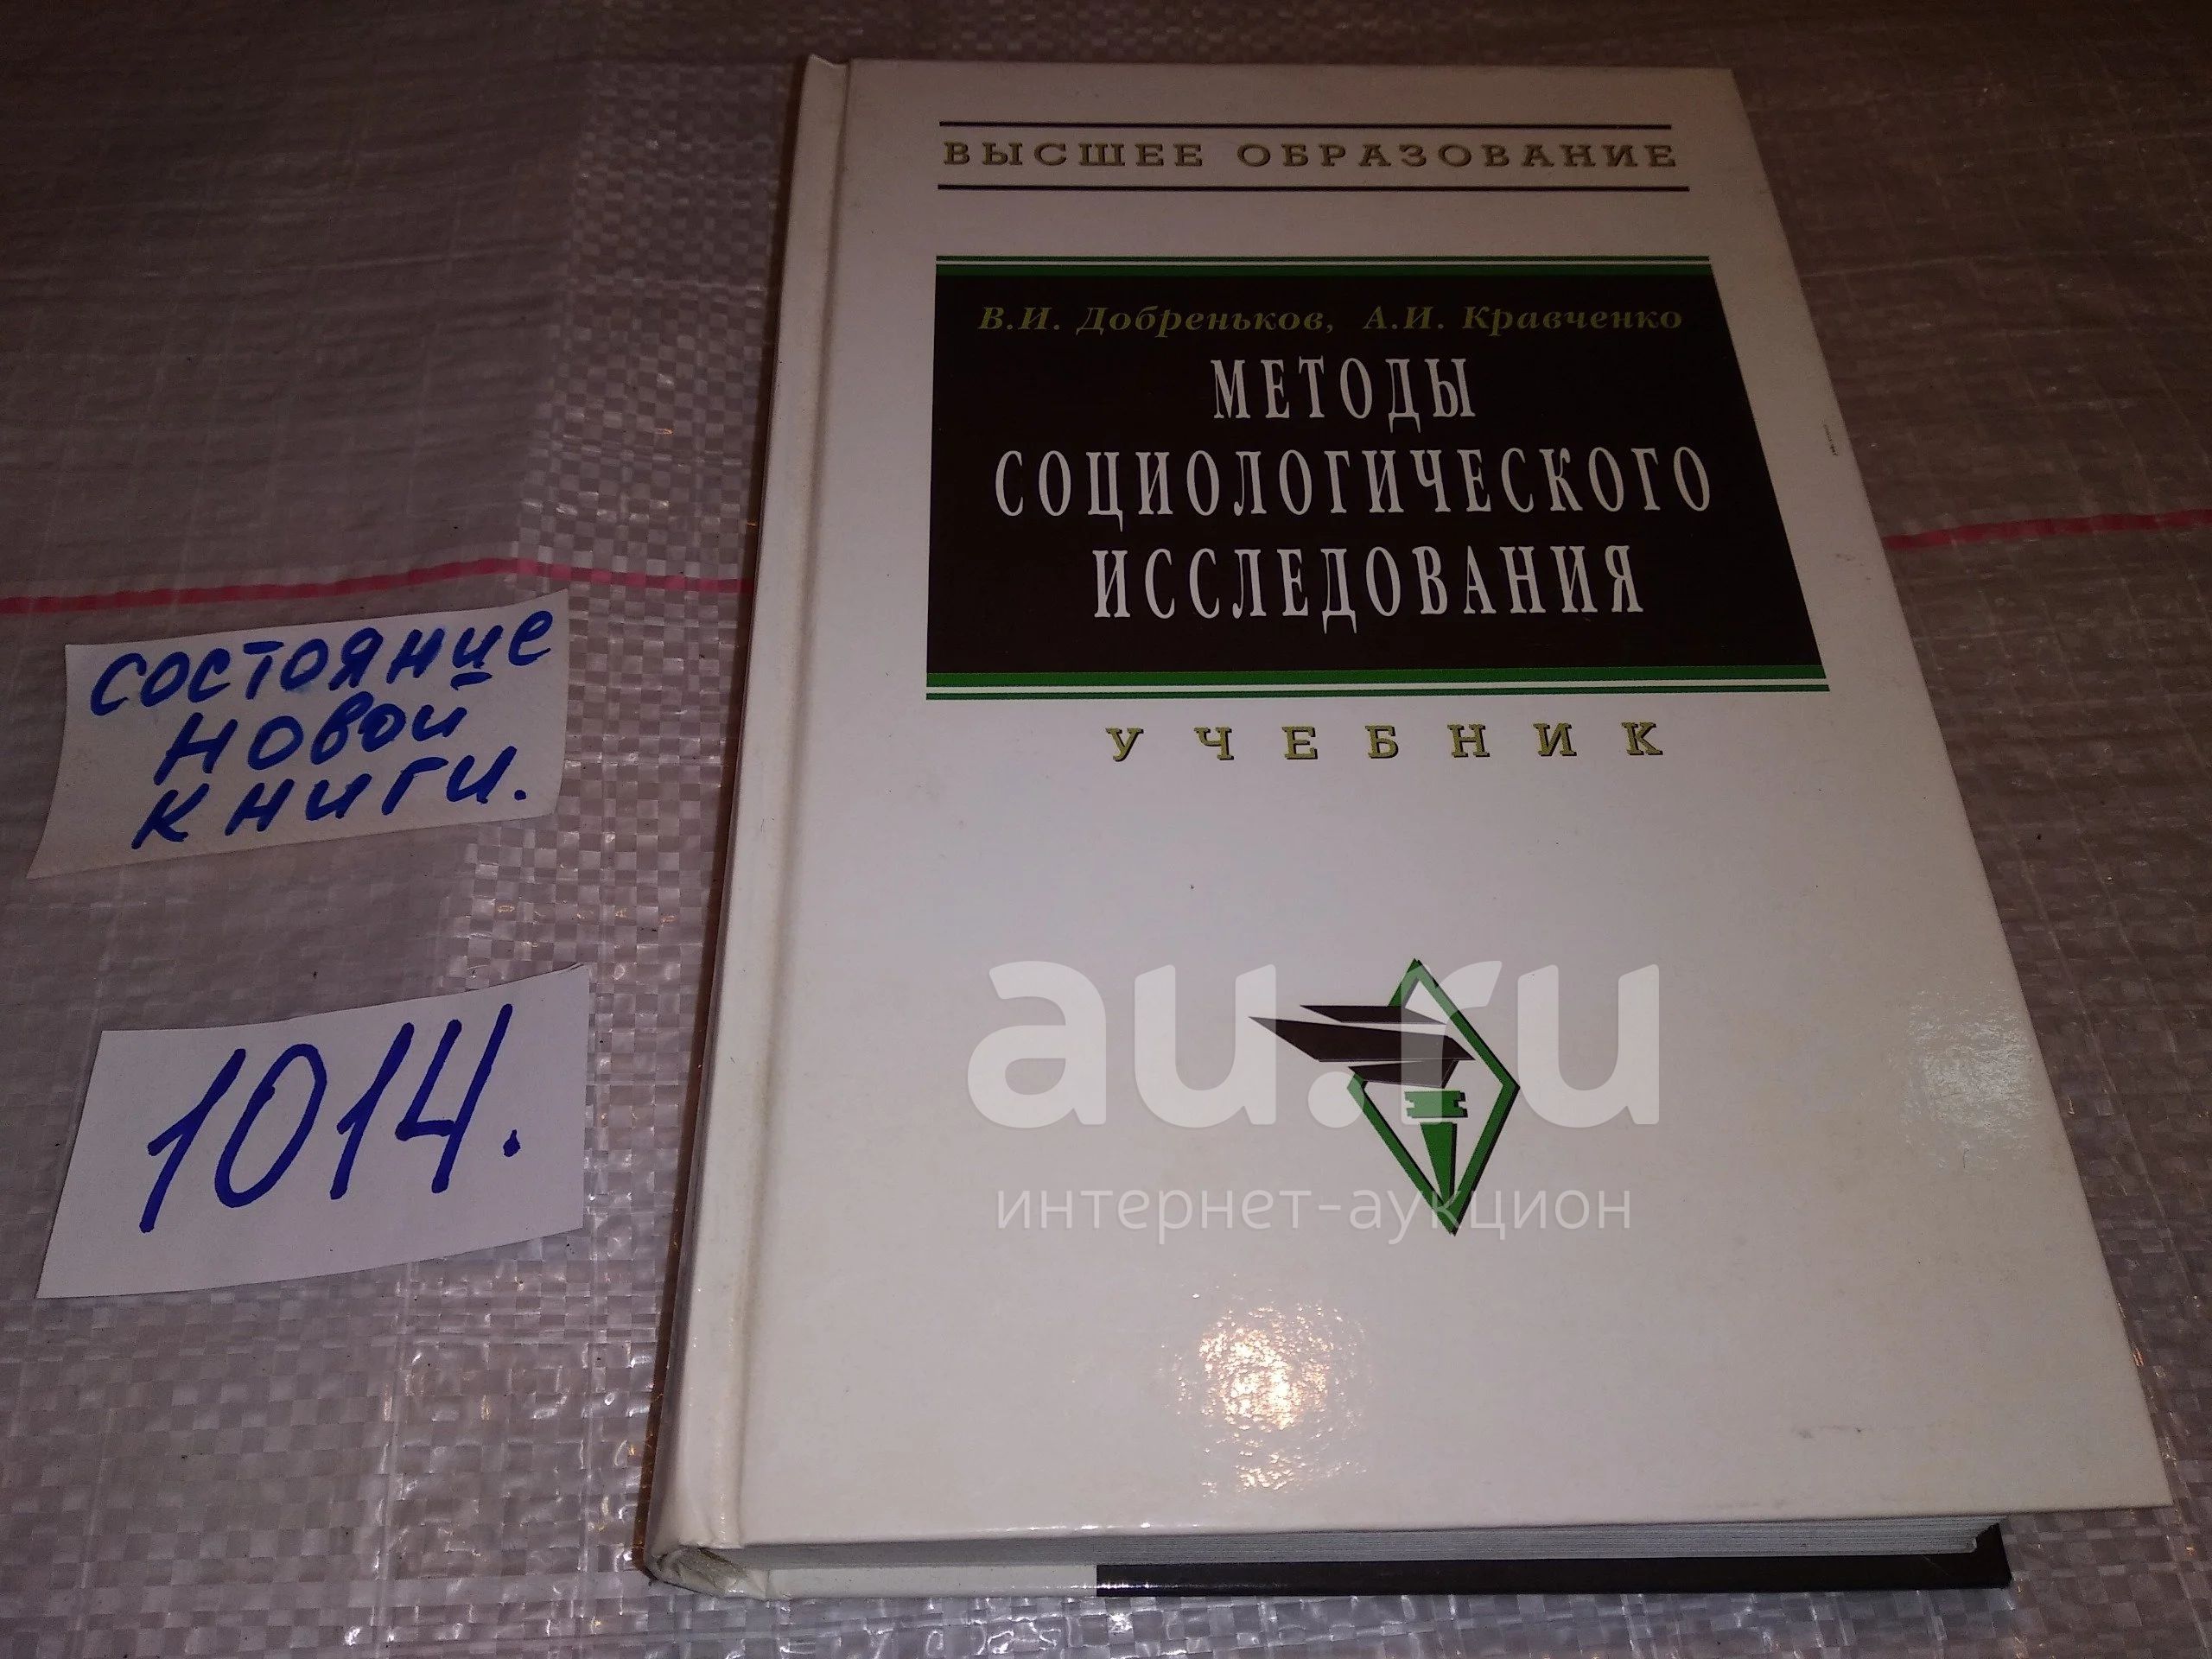 ВЫСШЕЕ ОБРАЗОВАНИЕ
В.И. Добреньков, А.И. Кравченко
МЕТОДЫ
СОЦИОЛОГИЧЕСКОГО
ИССЛЕДОВАНИЯ
УЧЕБНИК
состояние
новой
книги.
1014.
au.ru
интернет-аукцион